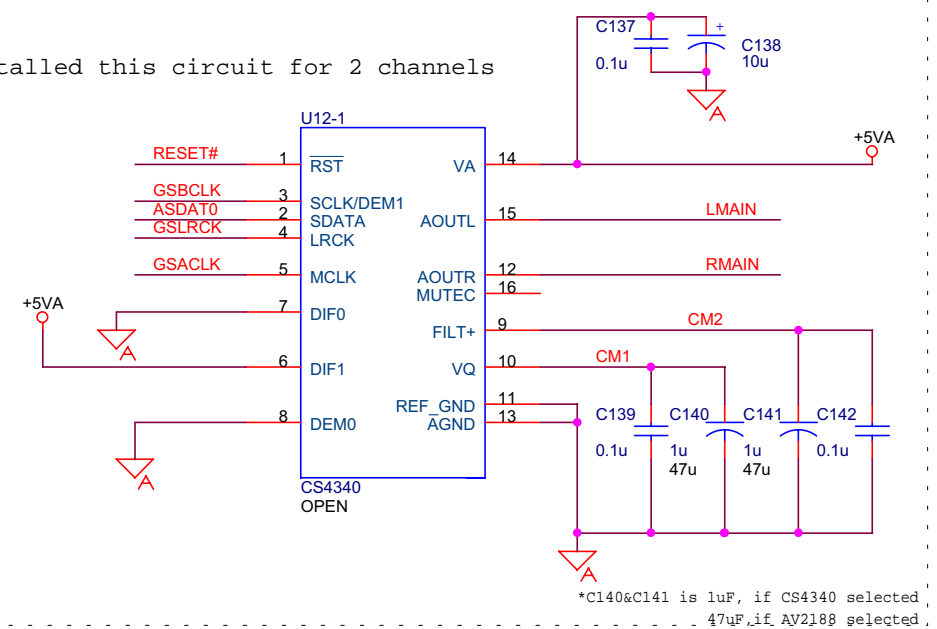 C137
0.1u
+
C138
10u
A
talled this circuit for 2 channels
U12-1
+5VA
RESET# 1 RST VA 14
GSBCLK 3 SCLK/DEM1
ASDAT0 2 SDATA AOUTL 15 LMAIN
GSLRCK 4 LRCK
GSACLK 5 MCLK AOUTR 12 RMAIN
MUTEC 16
+5VA
7 DIF0
A
FILT+ 9 CM2
6 DIF1 VQ 10 CM1
REF_GND 11
8 DEM0 AGND 13
A
C139 C140 C141 C142
0.1u 1u 1u 0.1u
47u 47u
CS4340
OPEN
A
*C140&C141 is 1uF, if CS4340 selected
47uF,if AV2188 selected